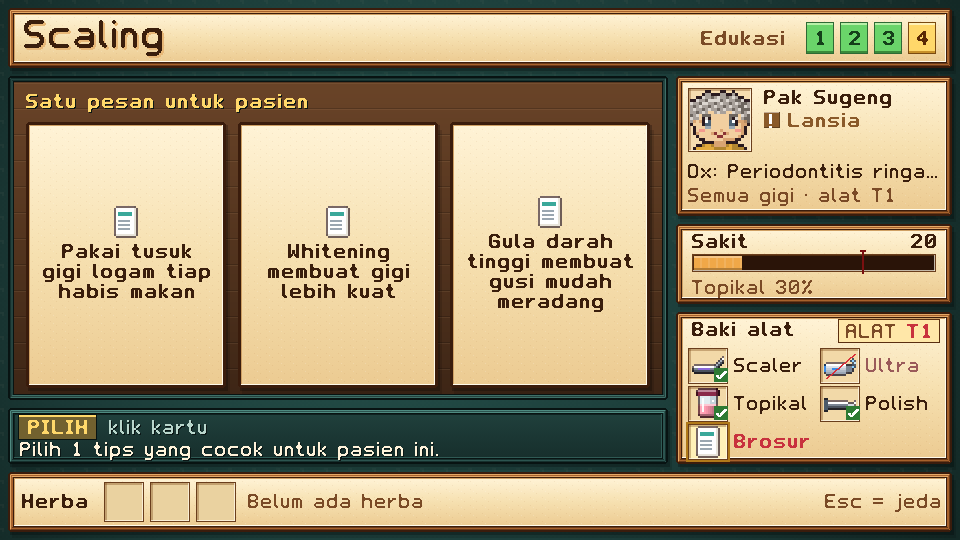 Scaling
Edukasi 1 2 3 4
Satu pesan untuk pasien
Pakai tusuk
gigi logam tiap
habis makan
Whitening
membuat gigi
lebih kuat
Gula darah
tinggi membuat
gusi mudah
meradang
PILIH klik kartu
Pilih 1 tips yang cocok untuk pasien ini.
Pak Sugeng
Lansia
Dx: Periodontitis ringa…
Semua gigi · alat T1
Sakit 20
Topikal 30%
Baki alat ALAT T1
Scaler Ultra
Topikal Polish
Brosur
Herba Belum ada herba Esc = jeda